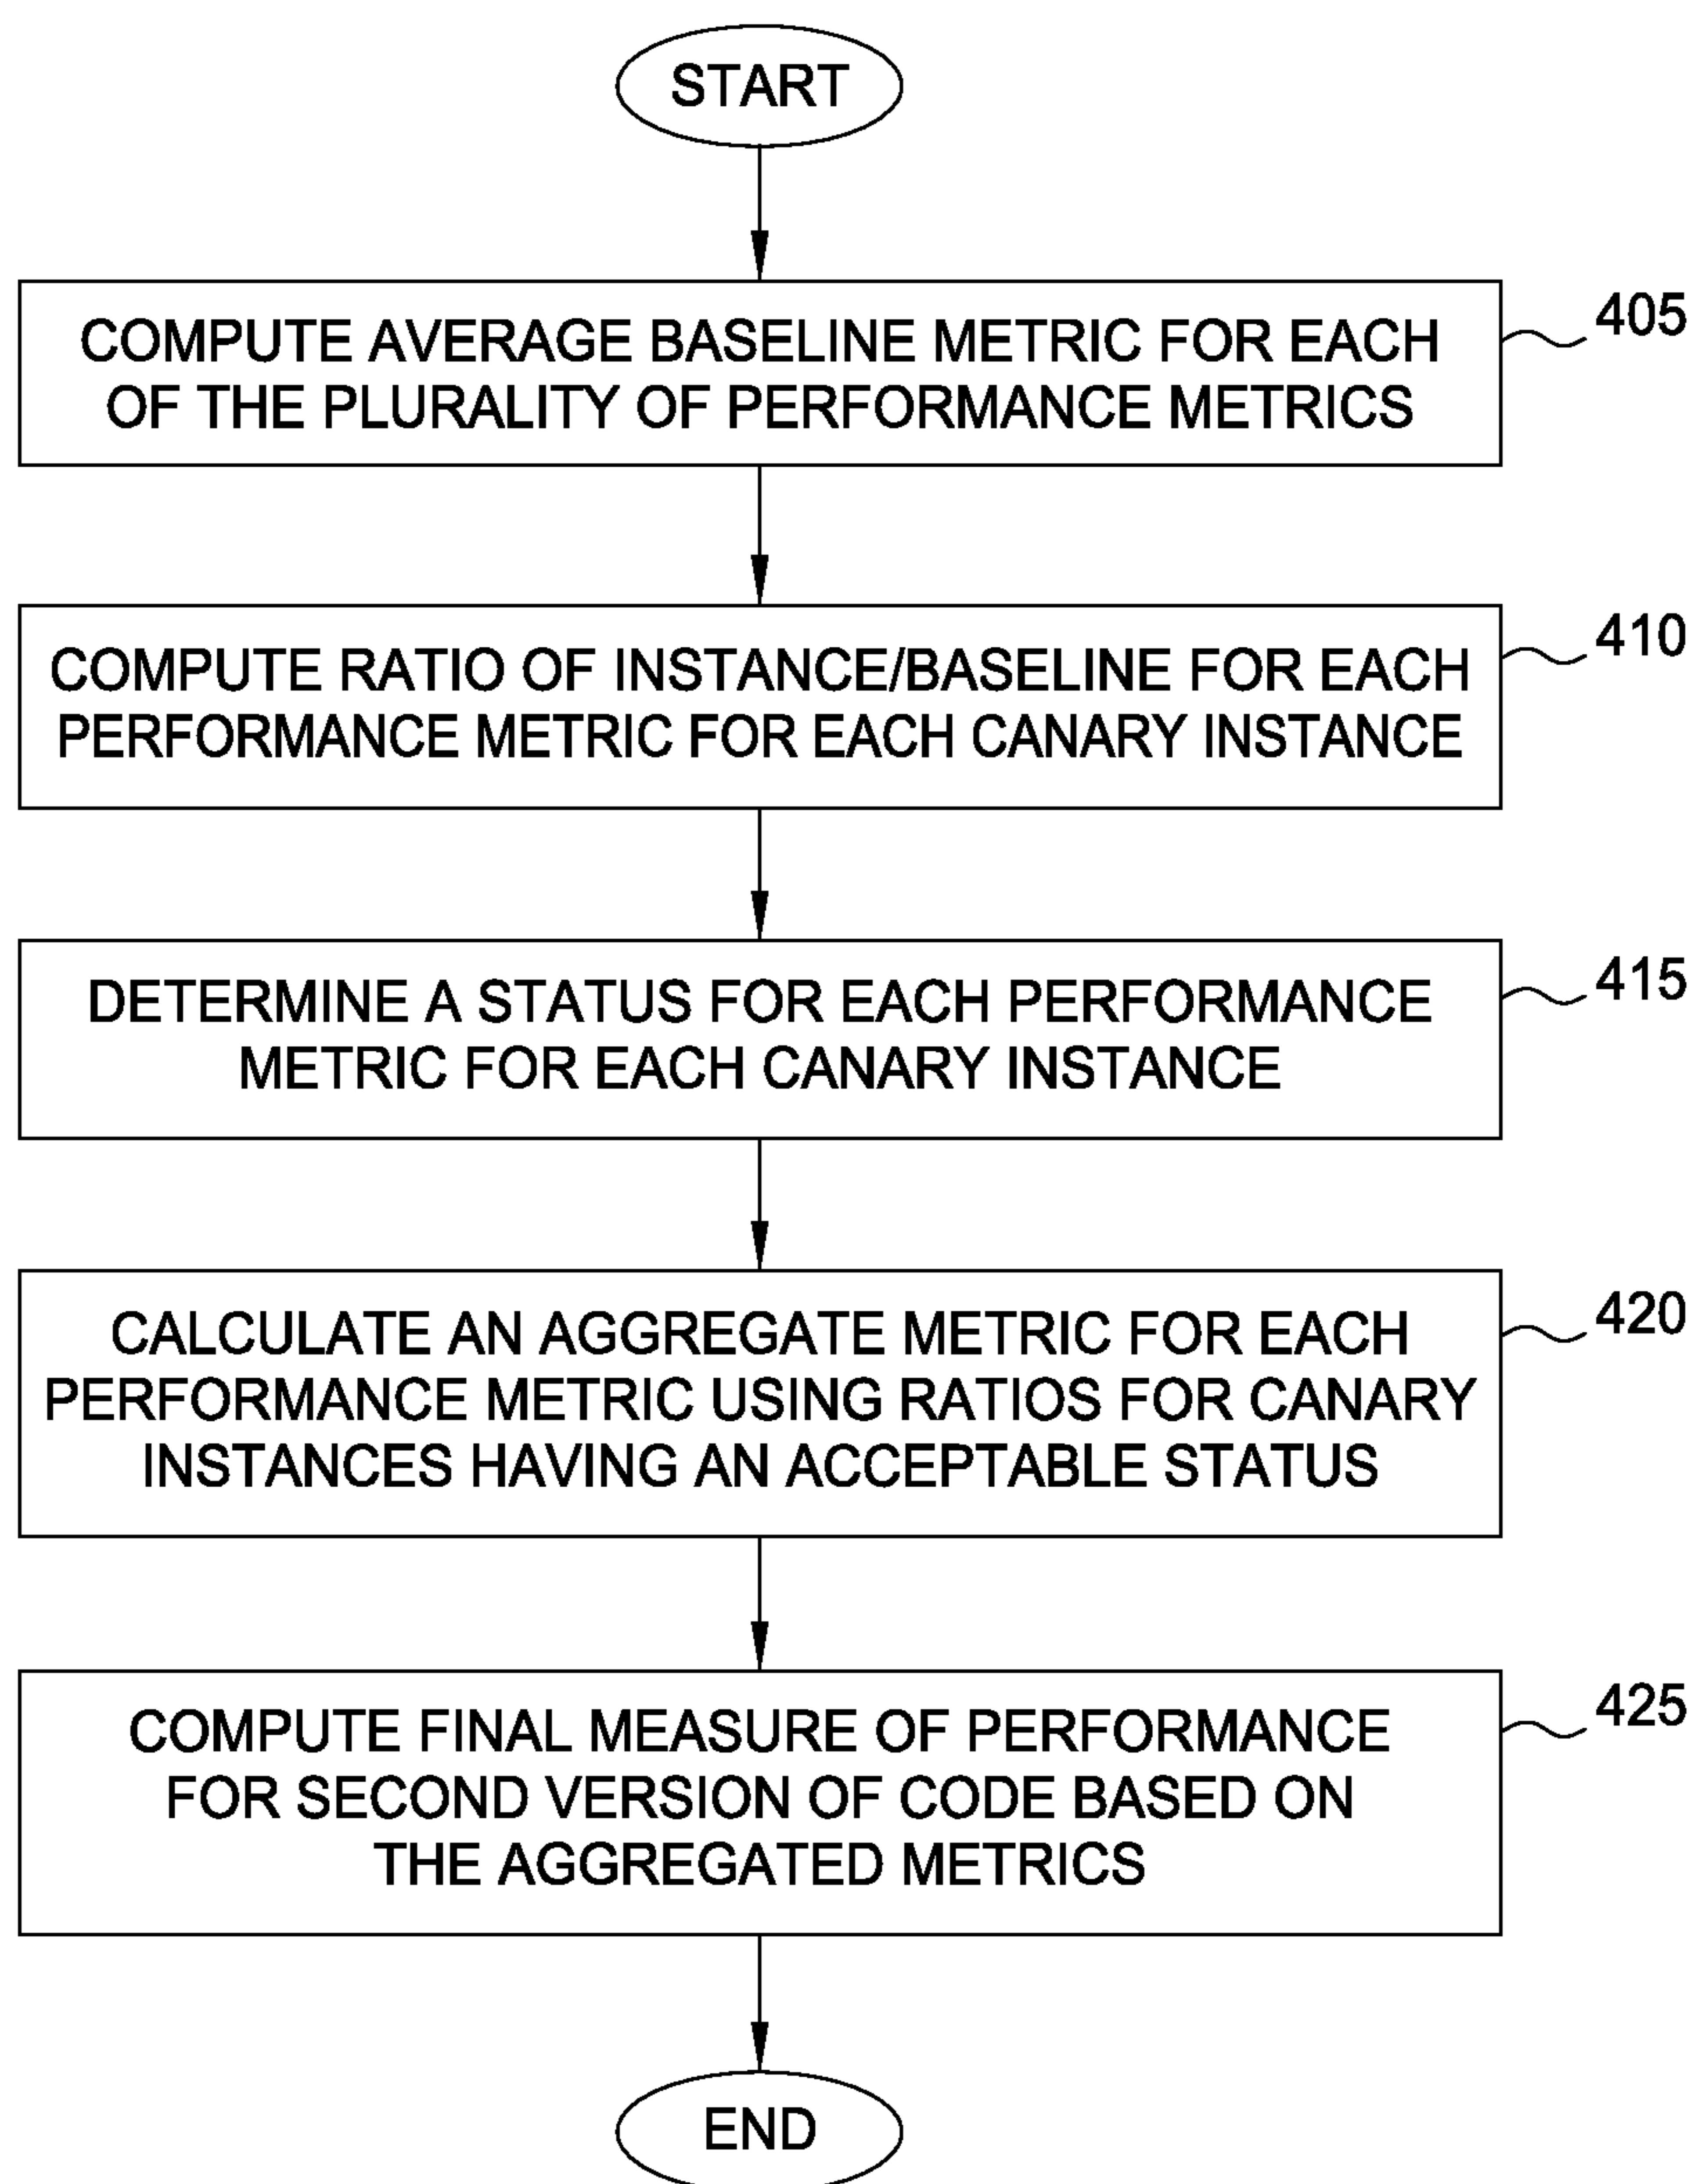 START
COMPUTE AVERAGE BASELINE METRIC FOR EACH
OF THE PLURALITY OF PERFORMANCE METRICS
405
COMPUTE RATIO OF INSTANCE/BASELINE FOR EACH
PERFORMANCE METRIC FOR EACH CANARY INSTANCE
410
DETERMINE A STATUS FOR EACH PERFORMANCE
METRIC FOR EACH CANARY INSTANCE
415
CALCULATE AN AGGREGATE METRIC FOR EACH
PERFORMANCE METRIC USING RATIOS FOR CANARY
INSTANCES HAVING AN ACCEPTABLE STATUS
420
COMPUTE FINAL MEASURE OF PERFORMANCE
FOR SECOND VERSION OF CODE BASED ON
THE AGGREGATED METRICS
425
END